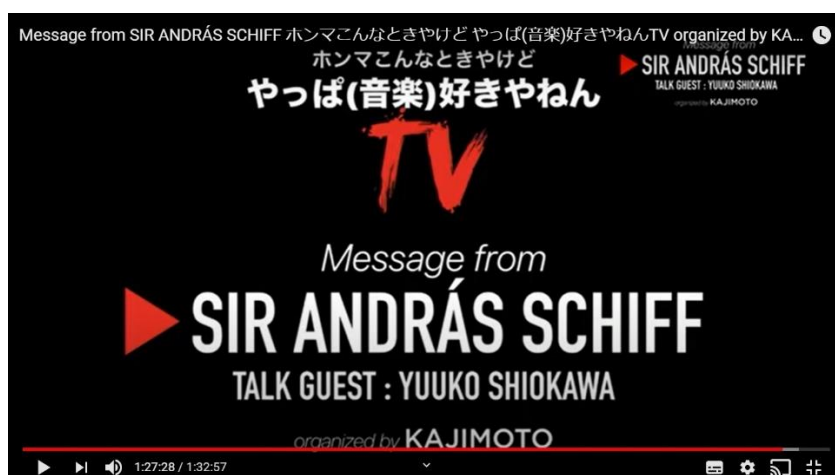 Message from SIR ANDRÁS SCHIFF ホンマこんなときやけど やっぱ(音楽)好きやねんTV organized by KA...
ホンマこんなときやけど
やっぱ(音楽)好きやねん
TV
Message from
SIR ANDRÁS SCHIFF
TALK GUEST : YUUKO SHIOKAWA
organized by KAJIMOTO
Message from
SIR ANDRÁS SCHIFF
TALK GUEST : YUUKO SHIOKAWA
organized by KAJIMOTO
1:27:28 / 1:32:57